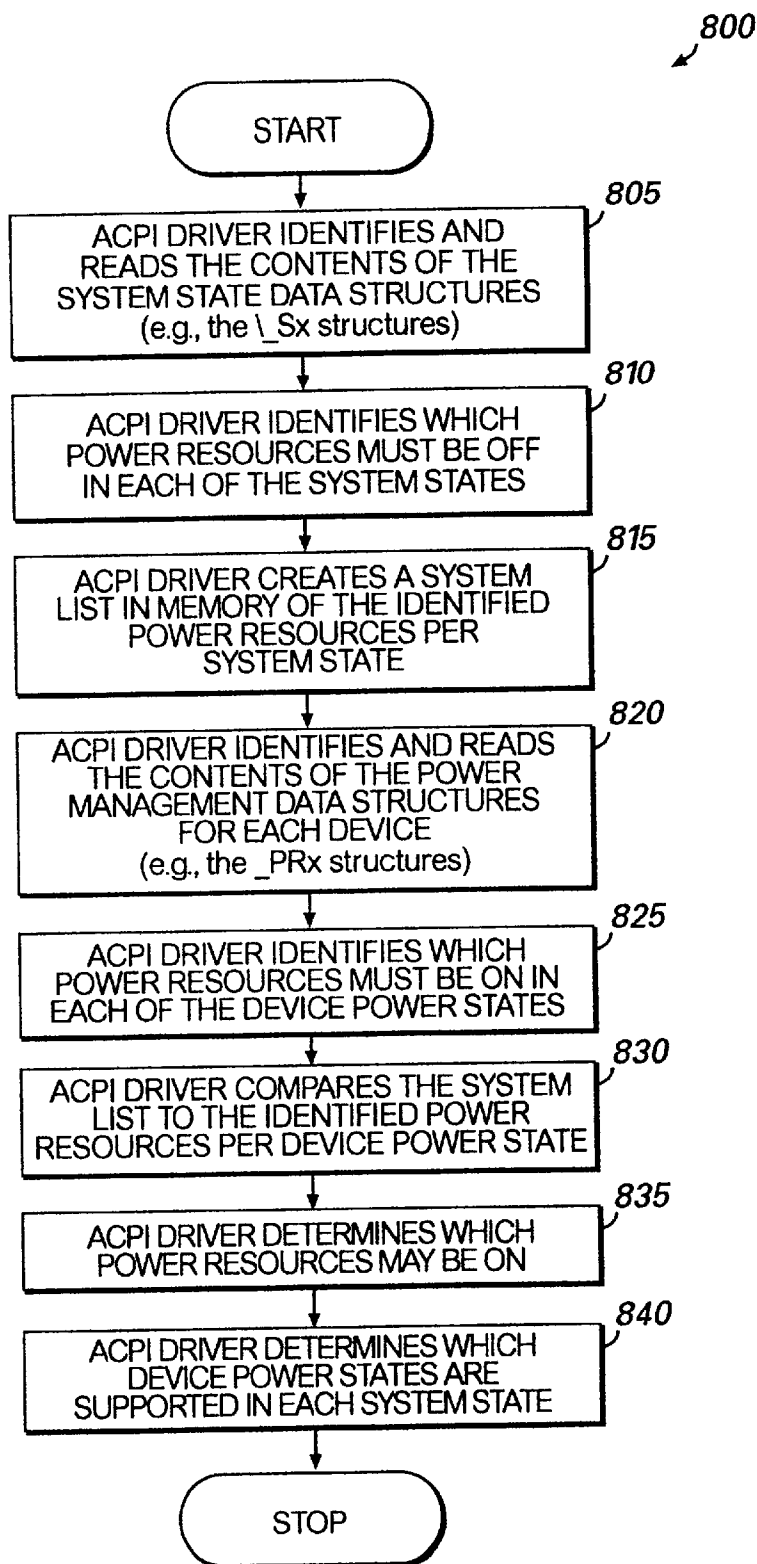 800
START
805
ACPI DRIVER IDENTIFIES AND
READS THE CONTENTS OF THE
SYSTEM STATE DATA STRUCTURES
(e.g., the \_Sx structures)
810
ACPI DRIVER IDENTIFIES WHICH
POWER RESOURCES MUST BE OFF
IN EACH OF THE SYSTEM STATES
815
ACPI DRIVER CREATES A SYSTEM
LIST IN MEMORY OF THE IDENTIFIED
POWER RESOURCES PER
SYSTEM STATE
820
ACPI DRIVER IDENTIFIES AND READS
THE CONTENTS OF THE POWER
MANAGEMENT DATA STRUCTURES
FOR EACH DEVICE
(e.g., the _PRx structures)
825
ACPI DRIVER IDENTIFIES WHICH
POWER RESOURCES MUST BE ON IN
EACH OF THE DEVICE POWER STATES
830
ACPI DRIVER COMPARES THE SYSTEM
LIST TO THE IDENTIFIED POWER
RESOURCES PER DEVICE POWER STATE
835
ACPI DRIVER DETERMINES WHICH
POWER RESOURCES MAY BE ON
840
ACPI DRIVER DETERMINES WHICH
DEVICE POWER STATES ARE
SUPPORTED IN EACH SYSTEM STATE
STOP